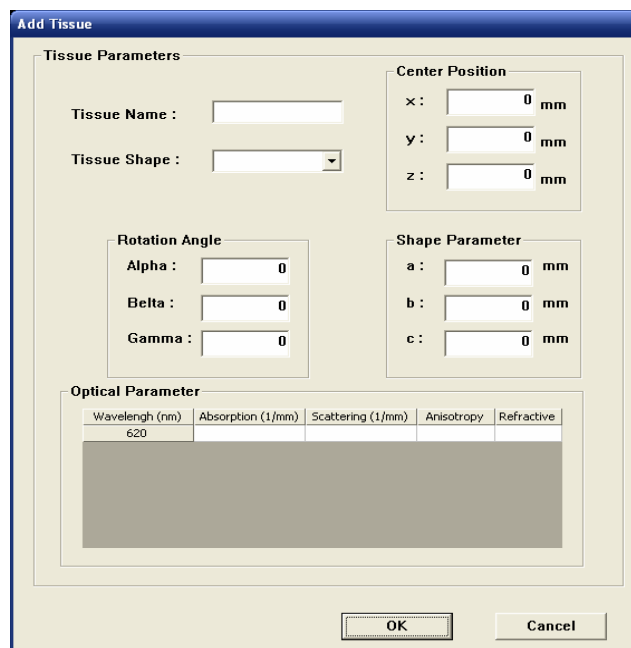 Add Tissue
Tissue Parameters
Tissue Name :
Tissue Shape :
Center Position
x : 0 mm
y : 0 mm
z : 0 mm
Rotation Angle
Alpha : 0
Belta : 0
Gamma : 0
Shape Parameter
a : 0 mm
b : 0 mm
c : 0 mm
Optical Parameter
Wavelengh (nm) Absorption (1/mm) Scattering (1/mm) Anisotropy Refractive
620
OK Cancel